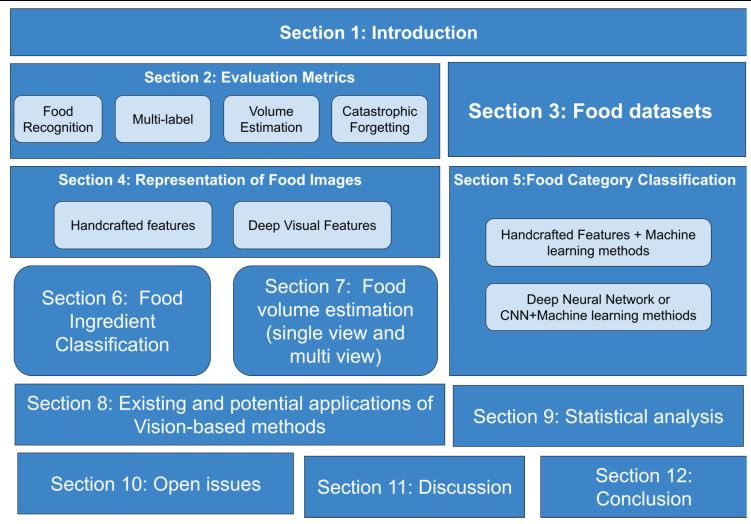 Section 1: Introduction
Section 2: Evaluation Metrics
Food
Recognition
Multi-label
Volume
Estimation
Catastrophic
Forgetting
Section 3: Food datasets
Section 4: Representation of Food Images
Handcrafted features
Deep Visual Features
Section 5:Food Category Classification
Handcrafted Features + Machine
learning methods
Deep Neural Network or
CNN+Machine learning methiods
Section 6:  Food
Ingredient
Classification
Section 7:  Food
volume estimation
(single view and
multi view)
Section 8: Existing and potential applications of
Vision-based methods
Section 9: Statistical analysis
Section 10: Open issues
Section 11: Discussion
Section 12:
Conclusion